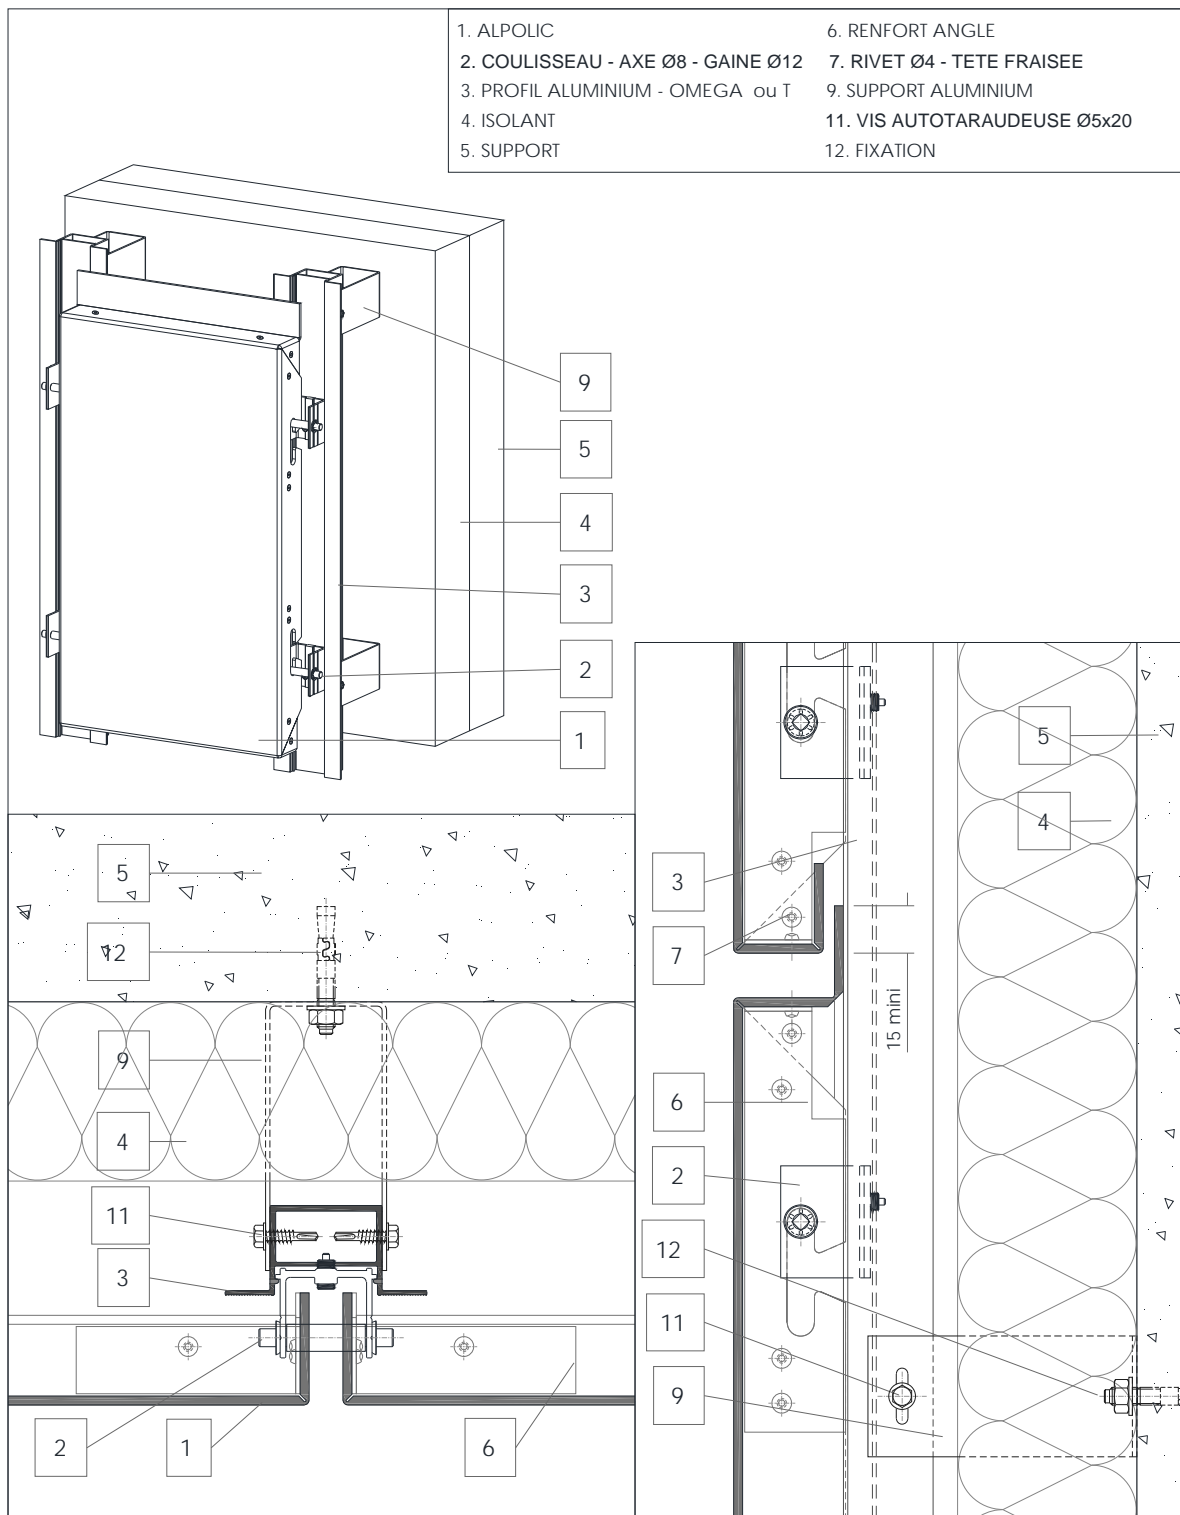 1. ALPOLIC
2. COULISSEAU - AXE Ø8 - GAINE Ø12
3. PROFIL ALUMINIUM - OMEGA ou T
4. ISOLANT
5. SUPPORT
6. RENFORT ANGLE
7. RIVET Ø4 - TETE FRAISEE
9. SUPPORT ALUMINIUM
11. VIS AUTOTARAUDEUSE Ø5x20
12. FIXATION
9
5
4
3
2
1
5
12
9
4
11
3
2
1
6
5
4
3
7
15 mini
6
2
12
11
9